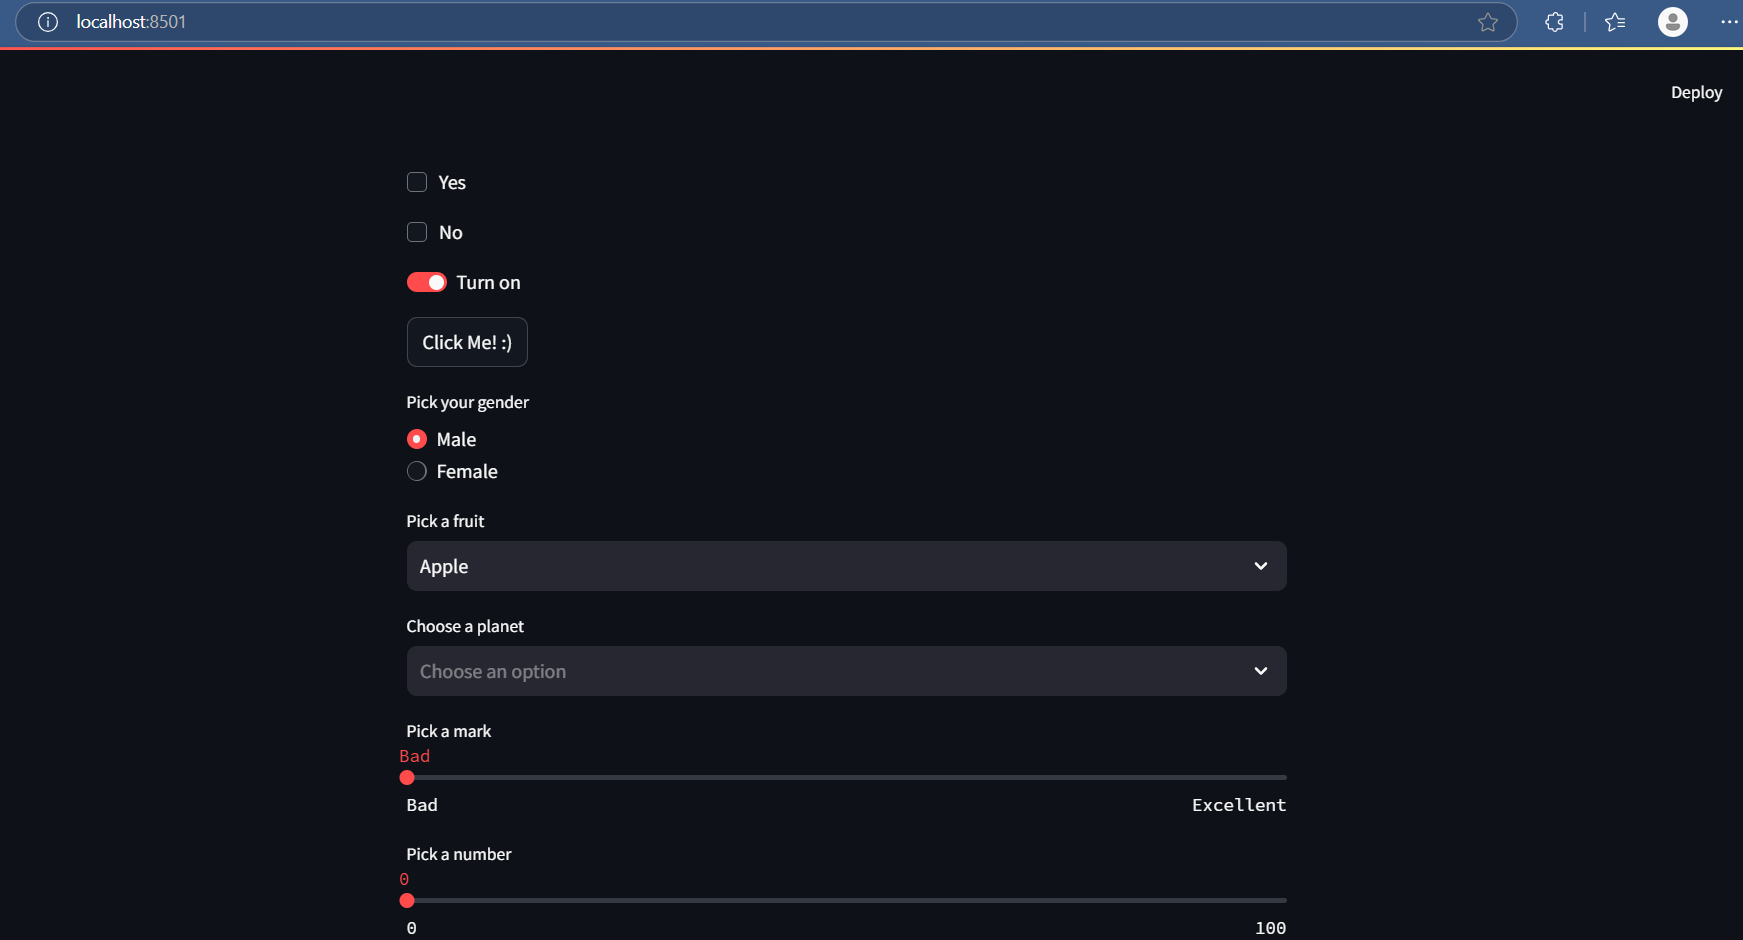 localhost:8501
Deploy
Yes
No
Turn on
Click Me! :)
Pick your gender
Male
Female
Pick a fruit
Apple
Choose a planet
Choose an option
Pick a mark
Bad
Bad Excellent
Pick a number
0
0 100